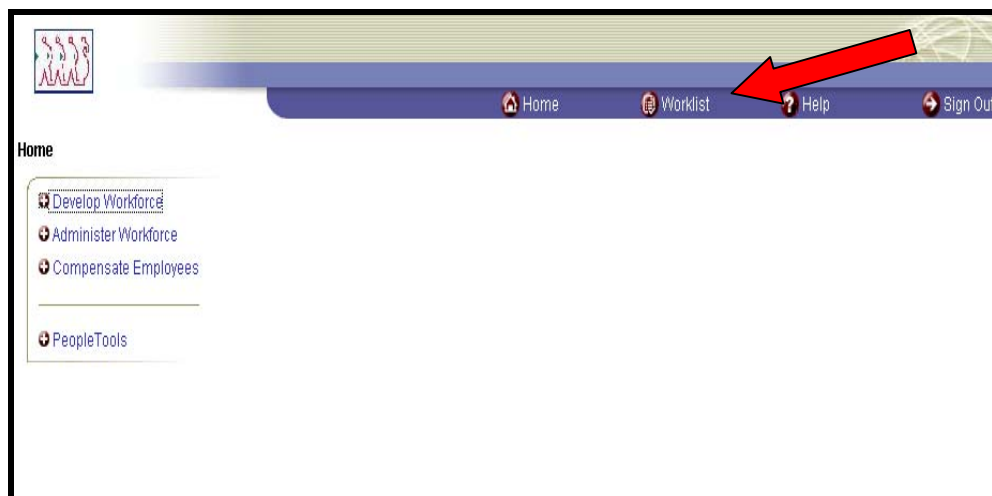 Home Worklist ? Help Sign Out
Home
Develop Workforce
Administer Workforce
Compensate Employees
PeopleTools